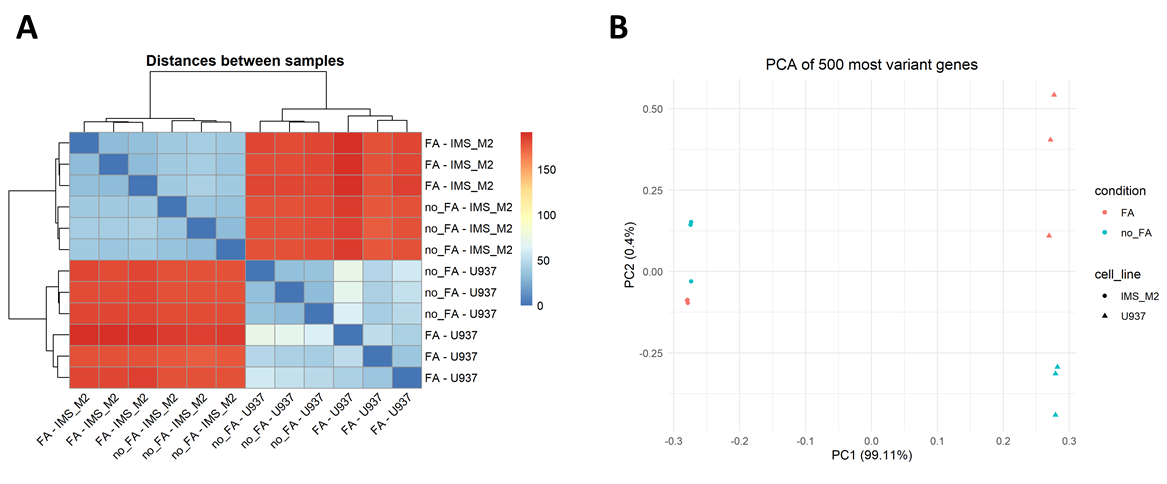 A
B
Distances between samples
FA - IMS_M2
FA - IMS_M2
FA - IMS_M2
no_FA - IMS_M2
no_FA - IMS_M2
no_FA - IMS_M2
no_FA - U937
no_FA - U937
no_FA - U937
FA - U937
FA - U937
FA - U937
FA - IMS_M2
FA - IMS_M2
FA - IMS_M2
no_FA - IMS_M2
no_FA - IMS_M2
no_FA - IMS_M2
no_FA - U937
no_FA - U937
no_FA - U937
FA - U937
FA - U937
FA - U937
150
100
50
0
PCA of 500 most variant genes
PC2 (0.4%)
0.50
0.25
0.00
-0.25
-0.3
-0.2
-0.1
0.0
0.1
0.2
0.3
PC1 (99.11%)
condition
FA
no_FA
cell_line
IMS_M2
U937